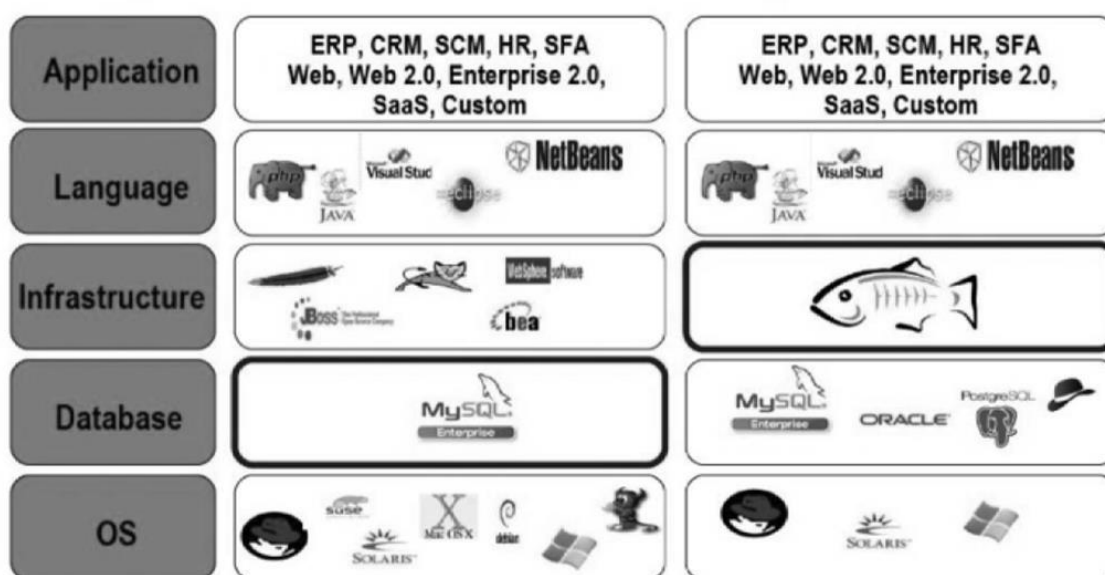 Application
ERP, CRM, SCM, HR, SFA
Web, Web 2.0, Enterprise 2.0,
SaaS, Custom
ERP, CRM, SCM, HR, SFA
Web, Web 2.0, Enterprise 2.0,
SaaS, Custom
Language
php
JAVA
Visual Stud
eclipse
NetBeans
php
JAVA
Visual Stud
eclipse
NetBeans
Infrastructure
WebSphere software
JBoss
bea
Database
MySQL
Enterprise
MySQL
Enterprise
ORACLE
PostgreSQL
OS
suse
SOLARIS
X
Mac OS X
debian
SOLARIS